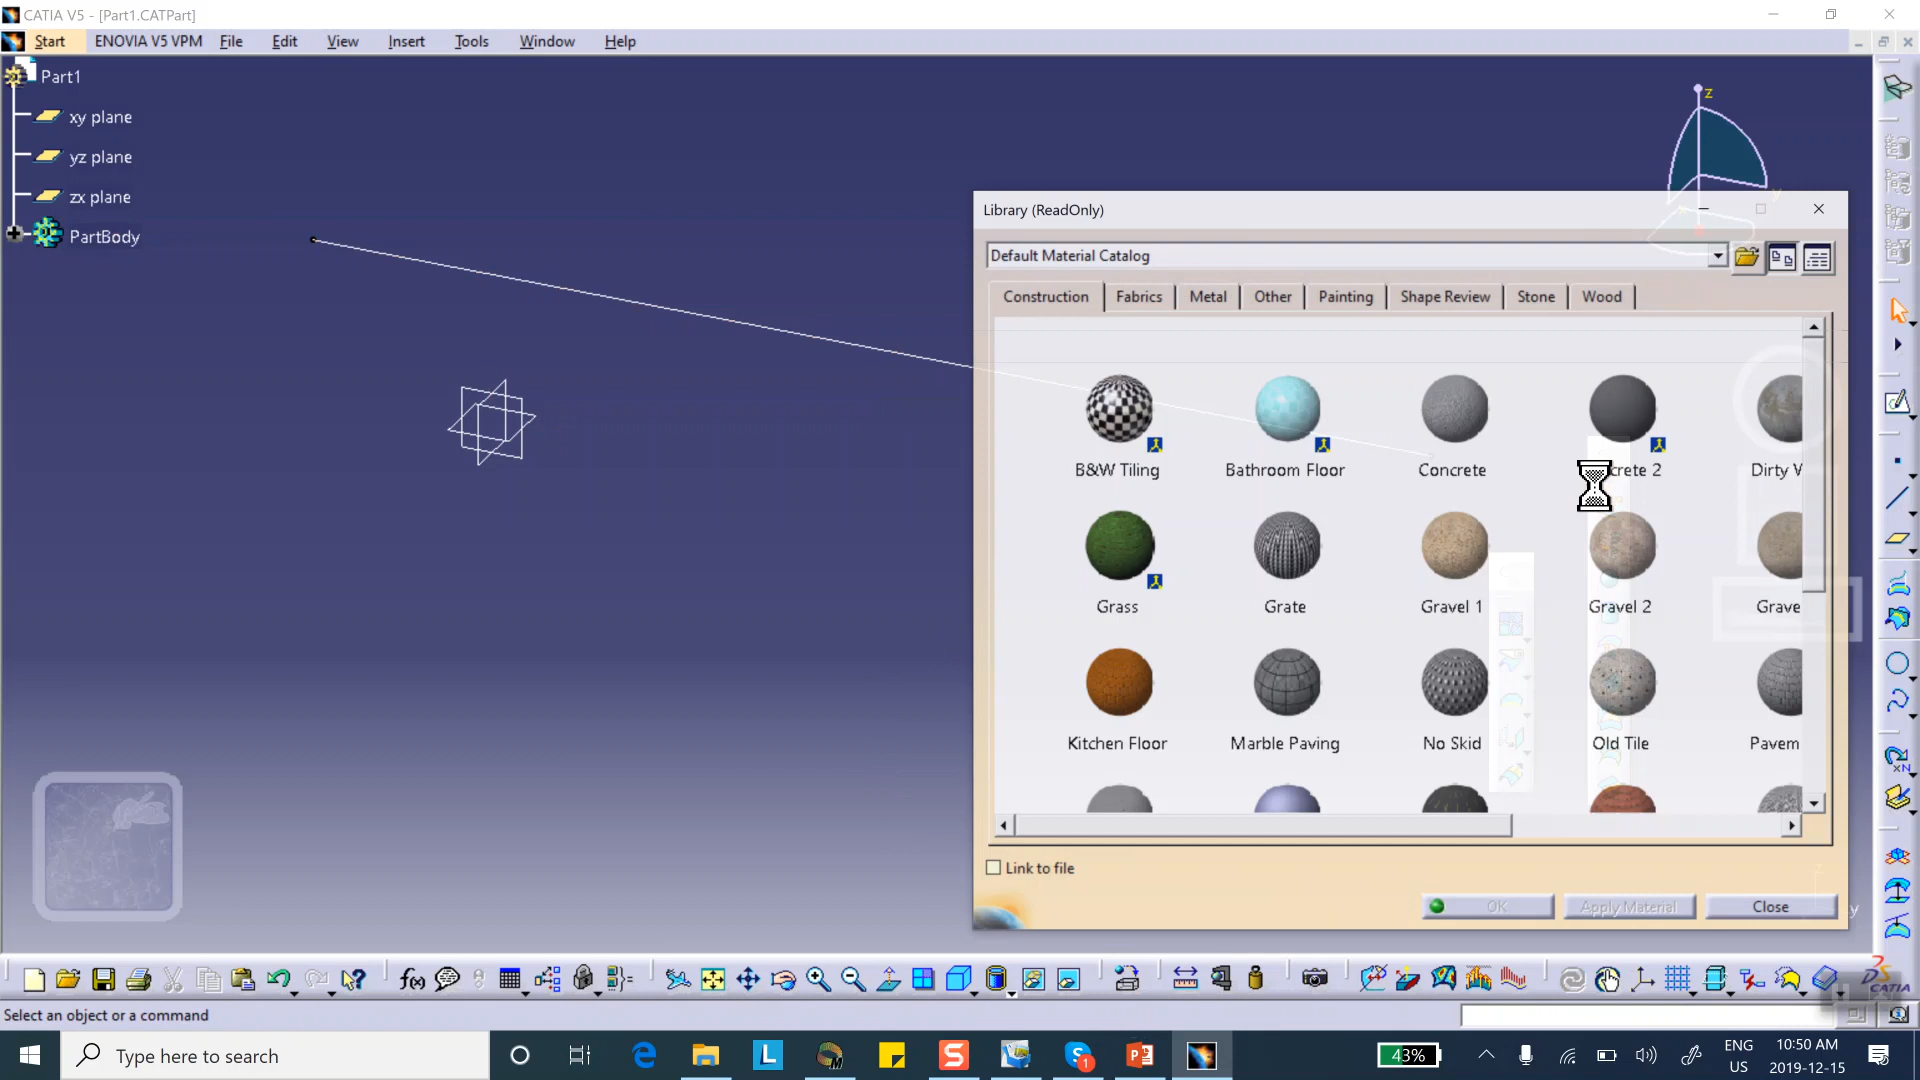 CATIA V5 - [Part1.CATPart]
Start ENOVIA V5 VPM File Edit View Insert Tools Window Help
Part1
xy plane
yz plane
zx plane
PartBody
z
y
Library (ReadOnly)
Default Material Catalog
Construction Fabrics Metal Other Painting Shape Review Stone Wood
B&W Tiling Bathroom Floor Concrete crete 2 Dirty V
Grass Grate Gravel 1 Gravel 2 Grave
Kitchen Floor Marble Paving No Skid Old Tile Pavem
Link to file
OK Apply Material Close
y
f(x)
CATIA
Select an object or a command
Type here to search
43%
ENG
US
10:50 AM
2019-12-15